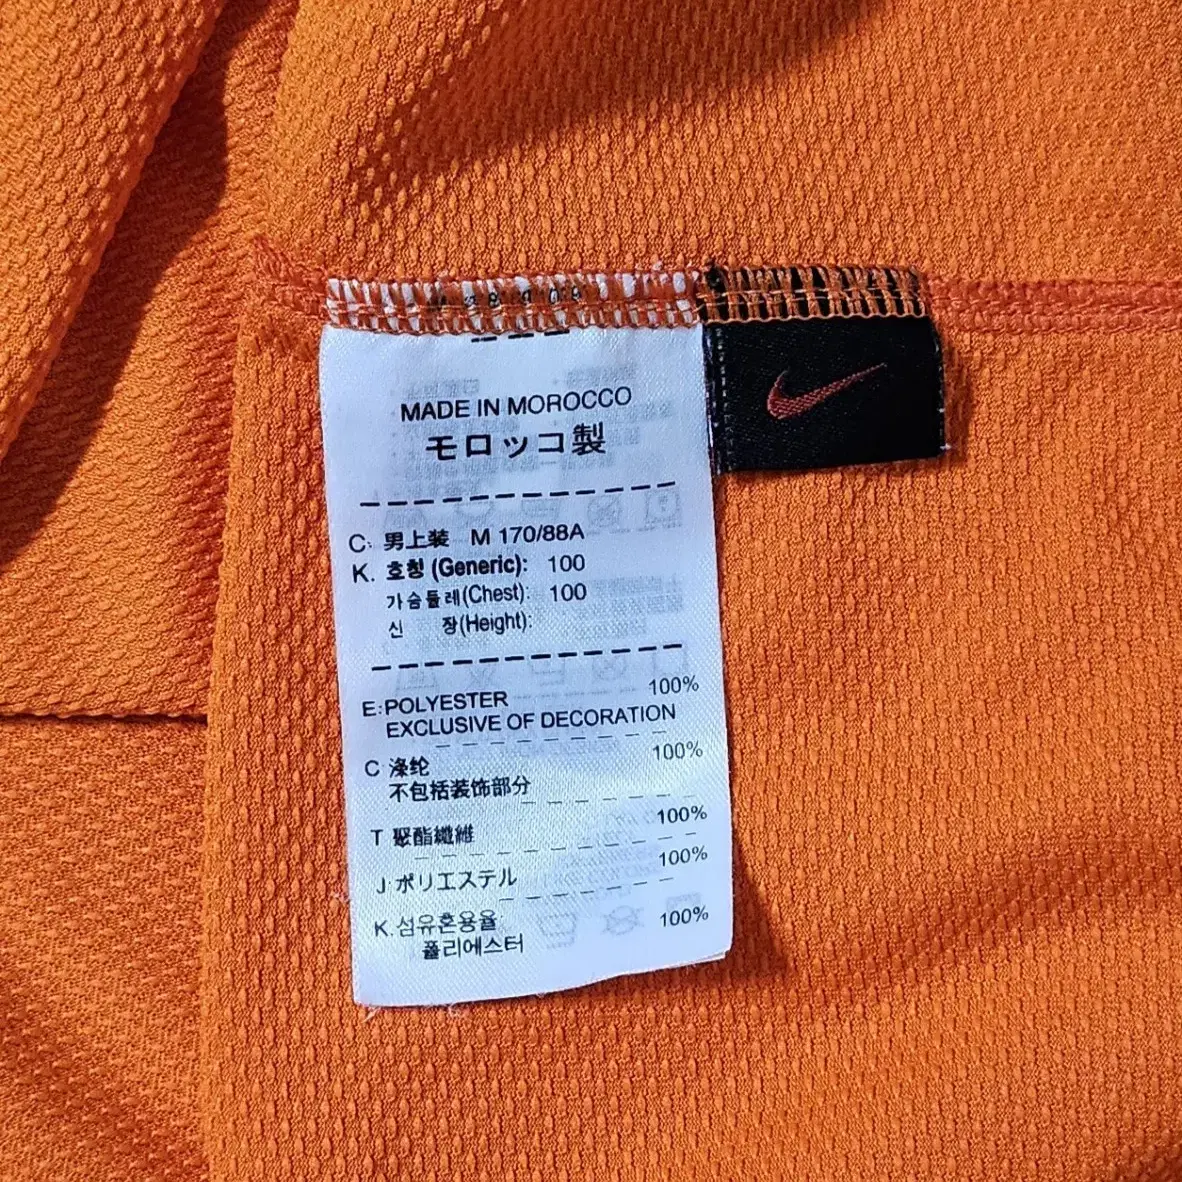 MADE IN MOROCCO
モロッコ製
C: 男上装 M 170/88A
K. 호칭 (Generic): 100
가슴둘레(Chest): 100
신 장(Height):
E:POLYESTER 100%
EXCLUSIVE OF DECORATION
C 涤纶 100%
不包括装饰部分
T 聚酯纖維 100%
J:ポリエステル 100%
K.섬유혼용율 100%
폴리에스터